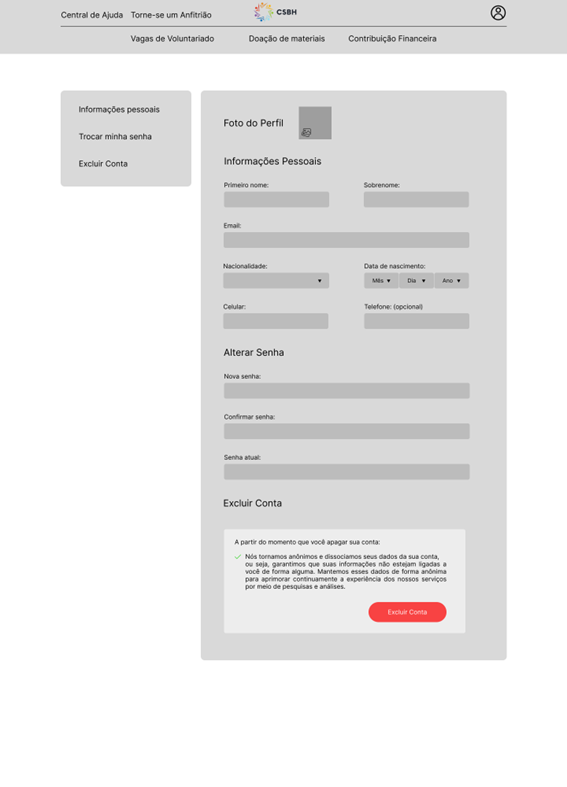 Central de Ajuda Torne-se um Anfitrião CSBH
Vagas de Voluntariado Doação de materiais Contribuição Financeira
Informações pessoais
Trocar minha senha
Excluir Conta
Foto do Perfil
Informações Pessoais
Primeiro nome: Sobrenome:
Email:
Nacionalidade: Data de nascimento:
Mês Dia Ano
Celular: Telefone: (opcional)
Alterar Senha
Nova senha:
Confirmar senha:
Senha atual:
Excluir Conta
A partir do momento que você apagar sua conta:
Nós tornamos anônimos e dissociamos seus dados da sua conta,
ou seja, garantimos que suas informações não estejam ligadas a
você de forma alguma. Mantemos esses dados de forma anônima
para aprimorar continuamente a experiência dos nossos serviços
por meio de pesquisas e análises.
Excluir Conta